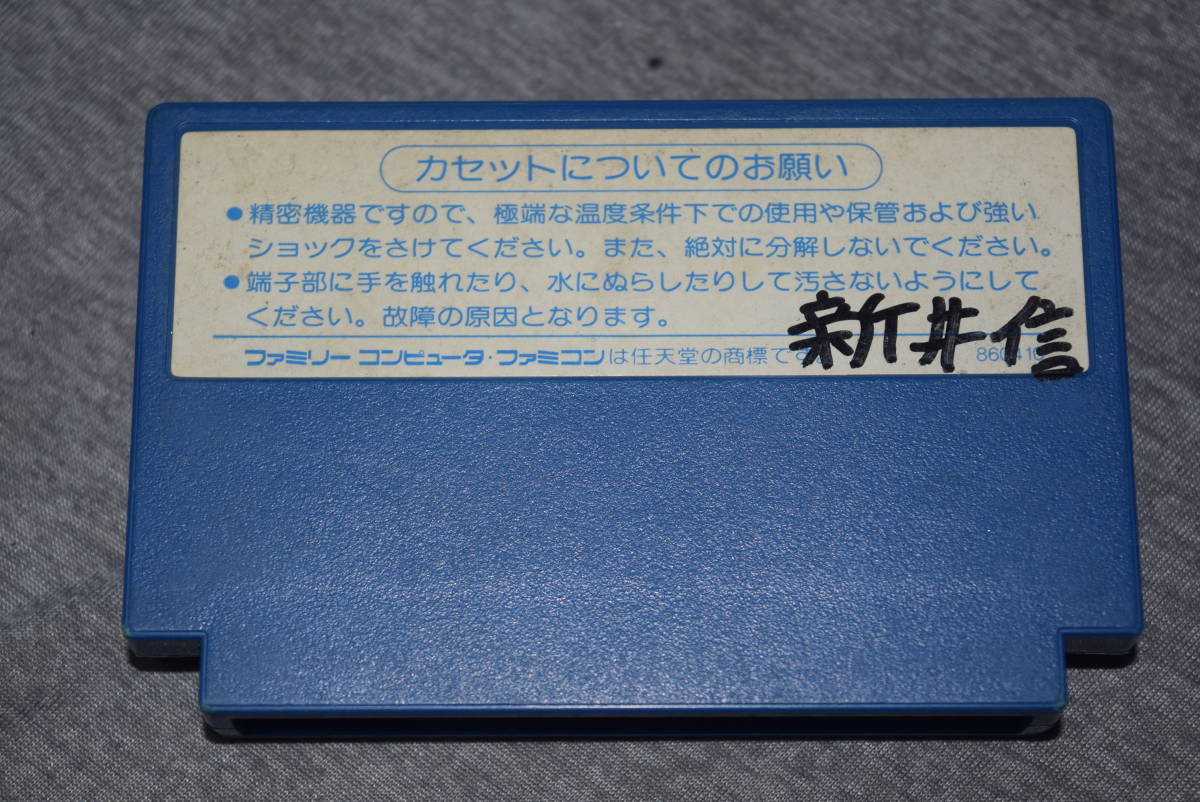 カセットについてのお願い
●精密機器ですので、極端な温度条件下での使用や保管および強い
ショックをさけてください。また、絶対に分解しないでください。
●端子部に手を触れたり、水にぬらしたりして汚さないようにして
ください。故障の原因となります。
新井信
ファミリーコンピュータ・ファミコンは任天堂の商標です。